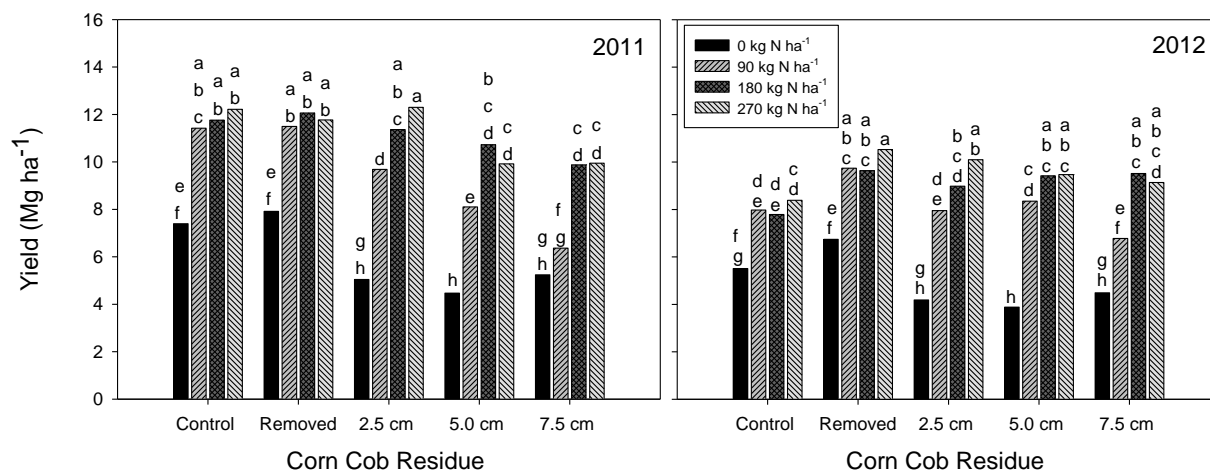 Yield (Mg ha-1)
16
14
12
10
8
6
4
2
0
2011
e
f
a
b
c
a
b
a
b
e
f
a
b
a
b
a
b
g
h
d
a
b
c
a
h
e
b
c
d
c
d
g
h
f
g
c
d
c
d
Control Removed 2.5 cm 5.0 cm 7.5 cm
Corn Cob Residue
2012
0 kg N ha-1
90 kg N ha-1
180 kg N ha-1
270 kg N ha-1
f
g
d
e
d
e
c
d
e
f
a
b
c
a
b
c
a
g
h
d
e
b
c
d
a
b
h
c
d
a
b
c
a
b
c
g
h
e
f
a
b
c
a
b
c
d
Control Removed 2.5 cm 5.0 cm 7.5 cm
Corn Cob Residue